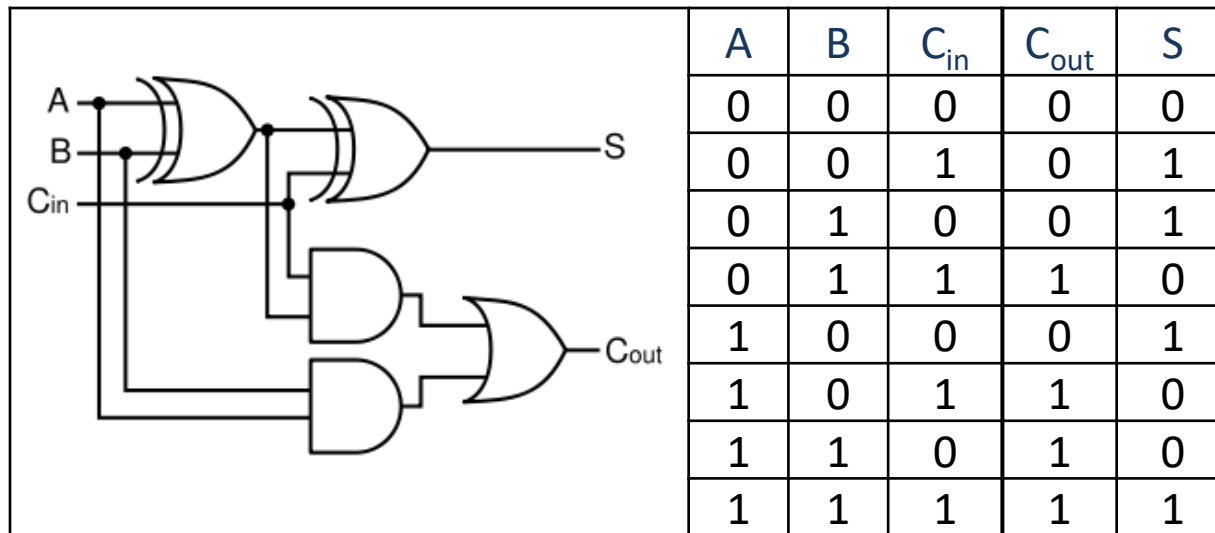 A
B
Cin
S
Cout
A B Cin Cout S
0 0 0 0 0
0 0 1 0 1
0 1 0 0 1
0 1 1 1 0
1 0 0 0 1
1 0 1 1 0
1 1 0 1 0
1 1 1 1 1